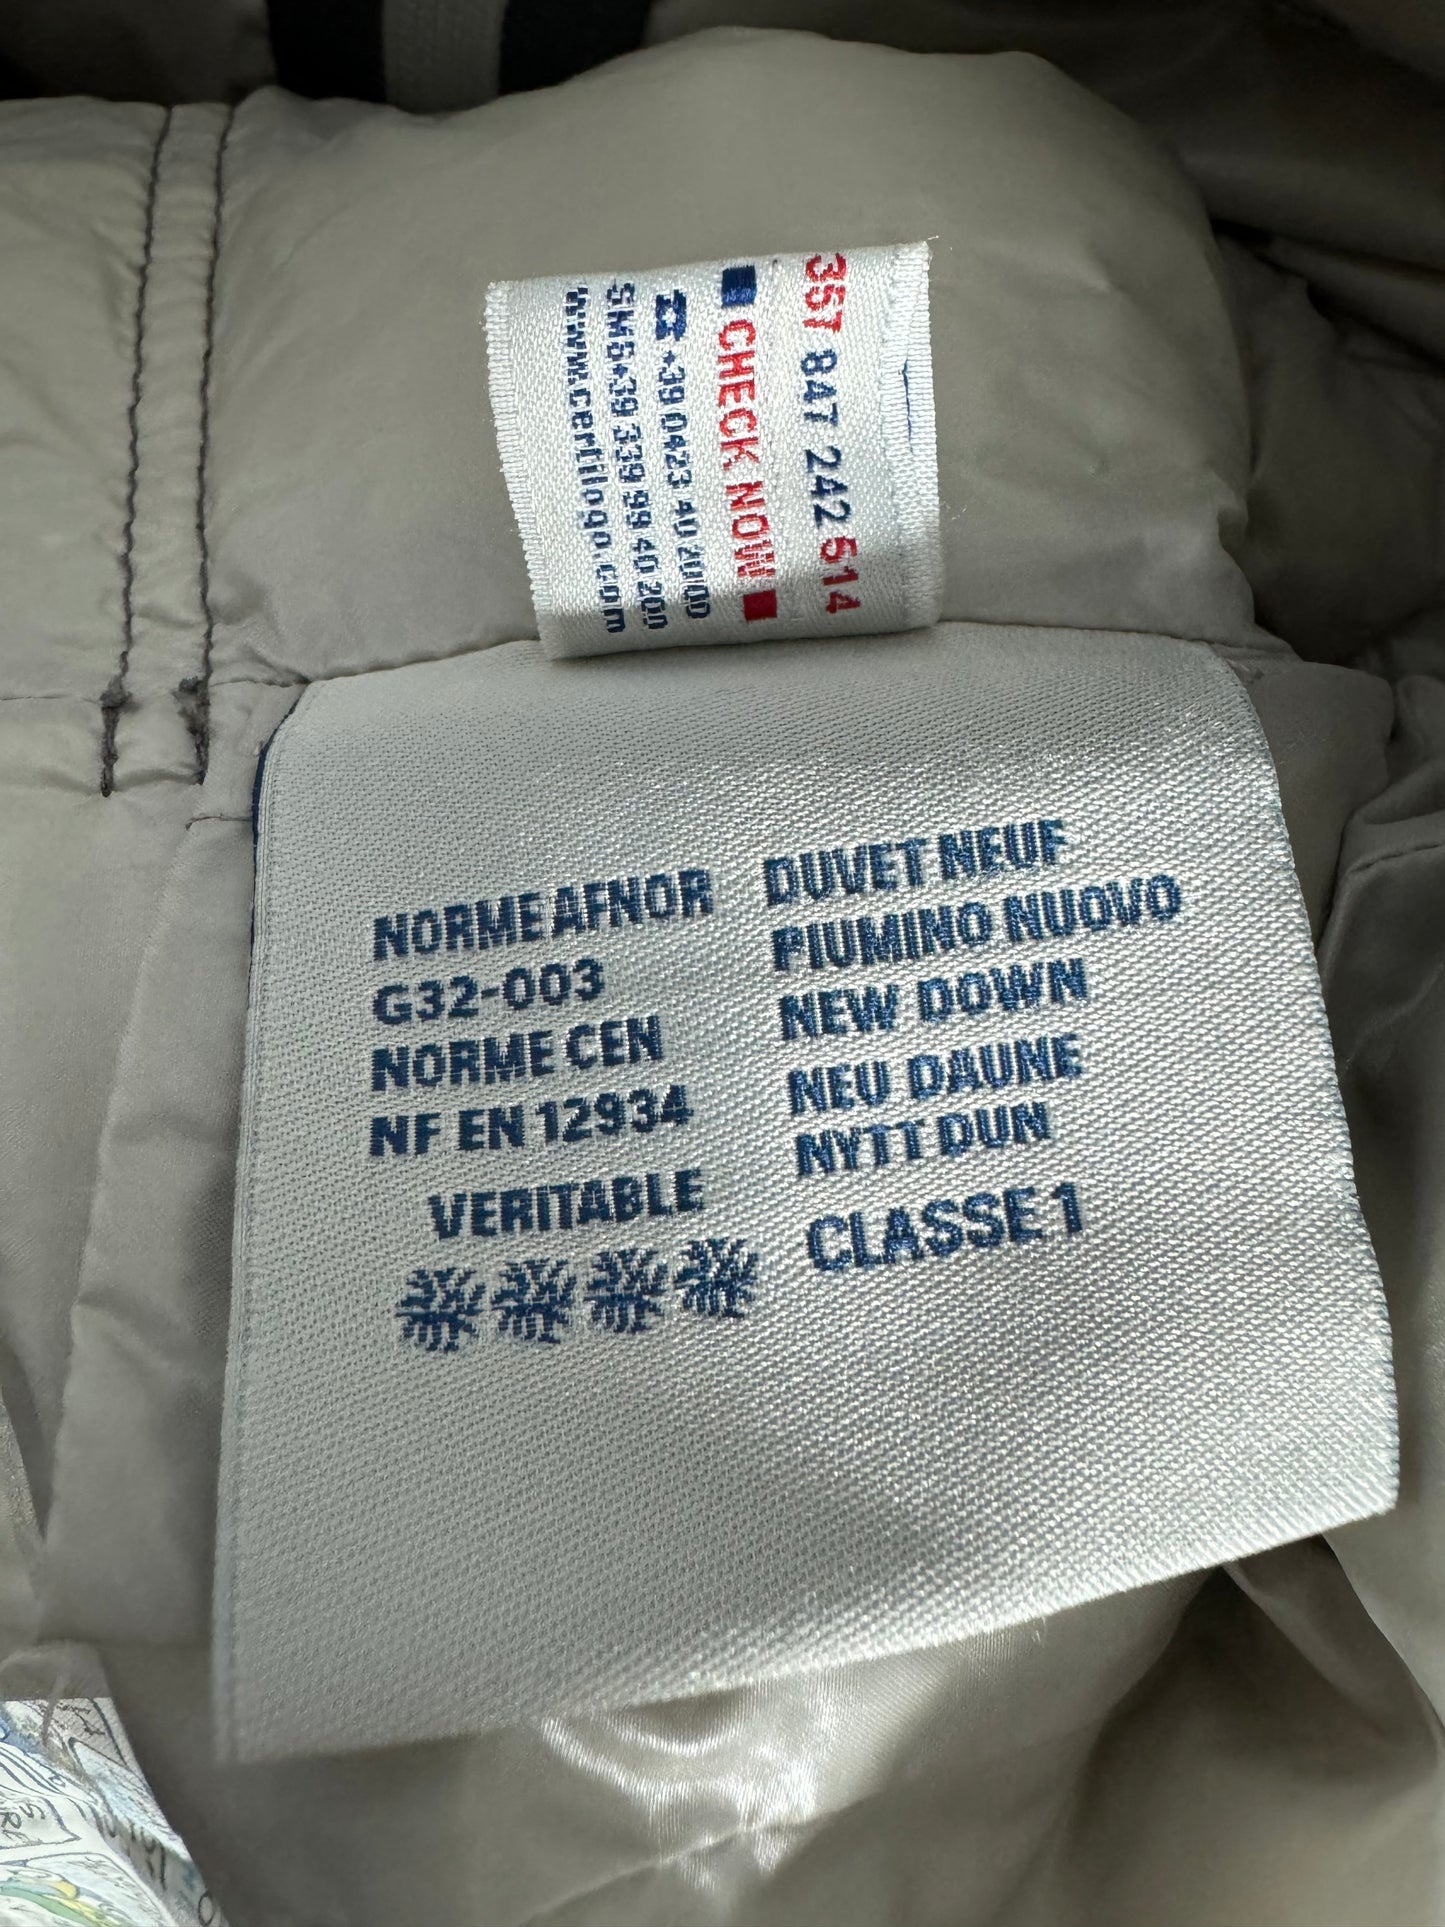 357 847 242 514
CHECK NOW
+39 0423 40 2000
SMS+39 339 99 40 200
www.certilogo.com
NORME AFNOR
G32-003
NORME CEN
NF EN 12934
VERITABLE
DUVET NEUF
PIUMINO NUOVO
NEW DOWN
NEU DAUNE
NYTT DUN
CLASSE 1